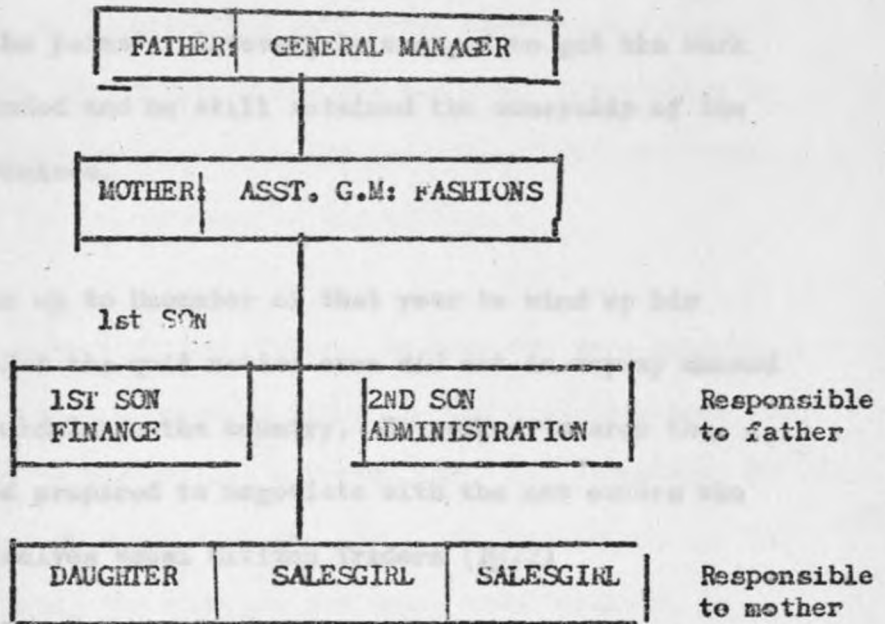 FATHER: GENERAL MANAGER
MOTHER: ASST. G.M: FASHIONS
1st SON
1ST SON
FINANCE
2ND SON
ADMINISTRATION
Responsible
to father
DAUGHTER SALESGIRL SALESGIRL
Responsible
to mother